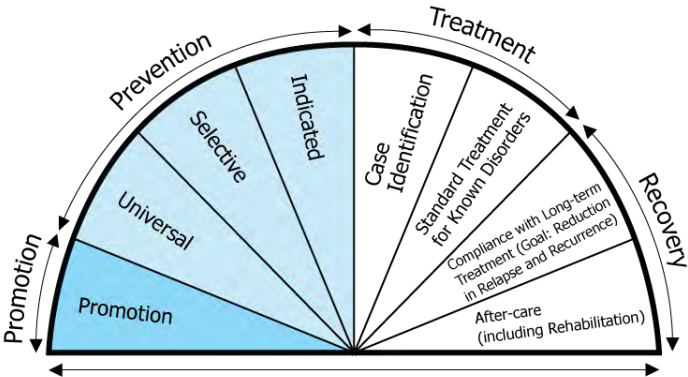 Promotion
Prevention
Treatment
Recovery
Promotion
Universal
Selective
Indicated
Case
Identification
Standard Treatment
for Known Disorders
Compliance with Long-term
Treatment (Goal: Reduction
in Relapse and Recurrence)
After-care
(including Rehabilitation)